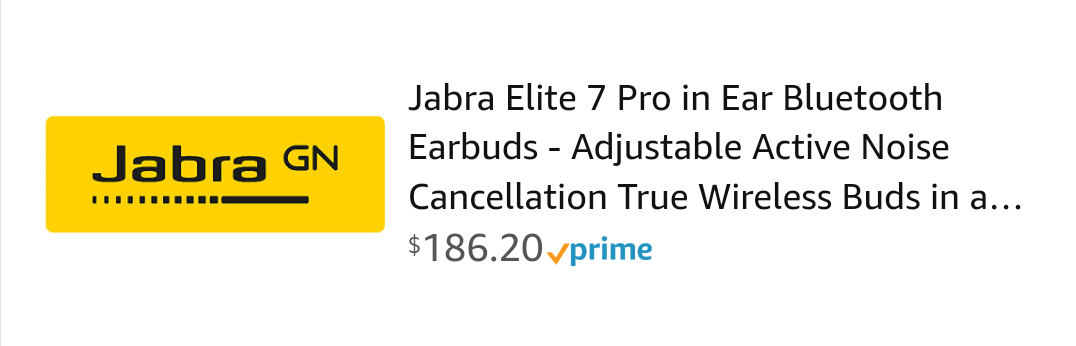 Jabra GN
Jabra Elite 7 Pro in Ear Bluetooth
Earbuds - Adjustable Active Noise
Cancellation True Wireless Buds in a…
$186.20 prime